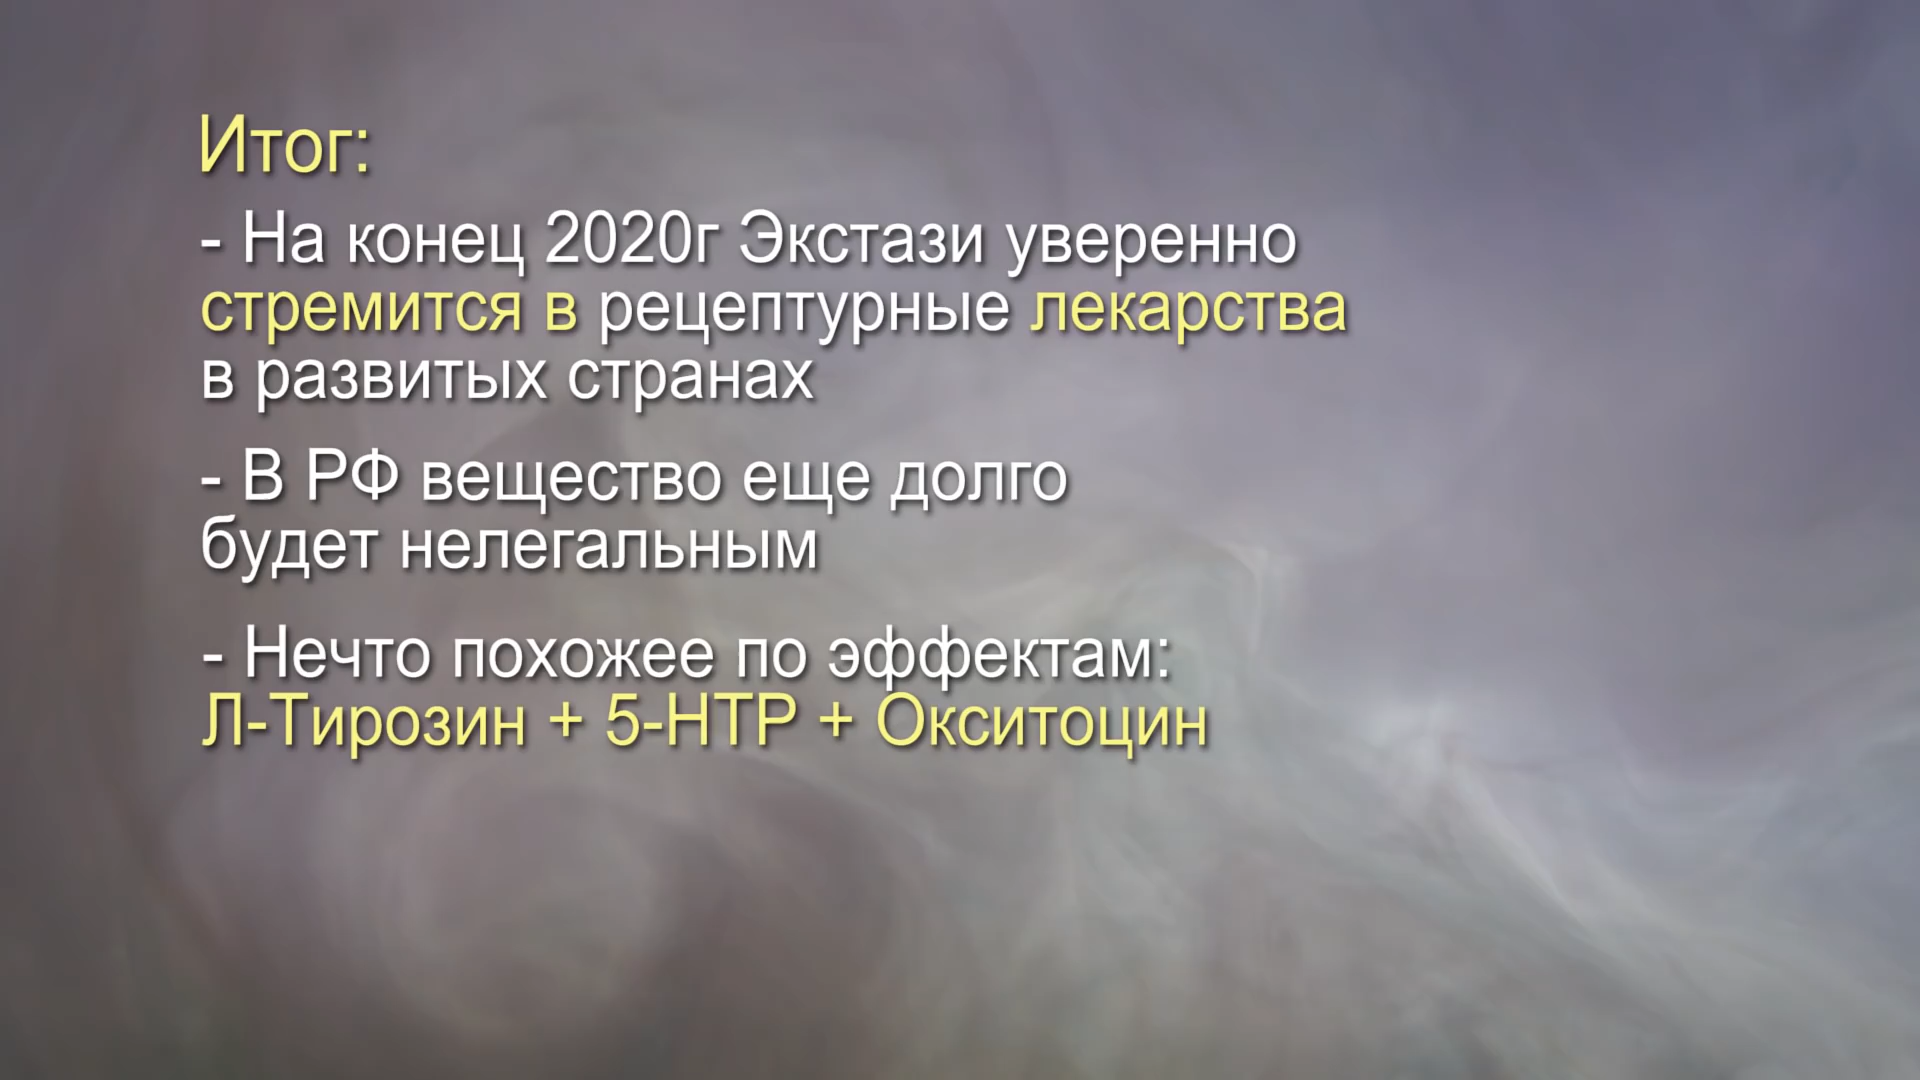 Итог:
- На конец 2020г Экстази уверенно
стремится в рецептурные лекарства
в развитых странах
- В РФ вещество еще долго
будет нелегальным
- Нечто похожее по эффектам:
Л-Тирозин + 5-НТР + Окситоцин